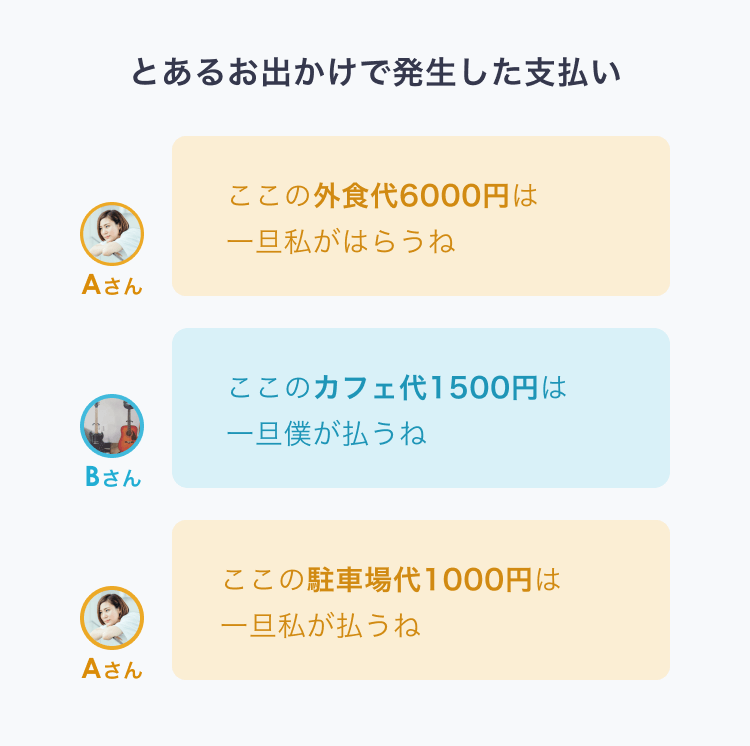 とあるお出かけで発生した支払い
ここの外食代6000円は
一旦私がはらうね
Aさん
ここのカフェ代1500円は
一旦僕が払うね
Bさん
ここの駐車場代1000円は
一旦私が払うね
Aさん